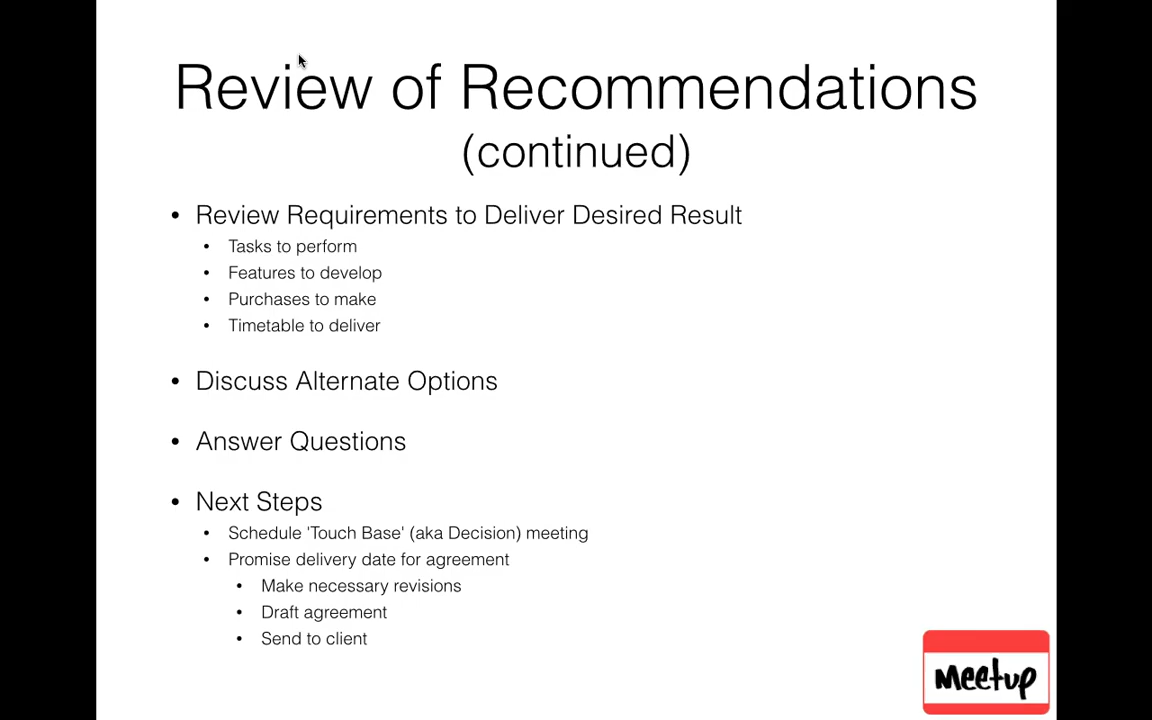 Review of Recommendations
(continued)
• Review Requirements to Deliver Desired Result
• Tasks to perform
• Features to develop
• Purchases to make
• Timetable to deliver
• Discuss Alternate Options
• Answer Questions
• Next Steps
• Schedule 'Touch Base' (aka Decision) meeting
• Promise delivery date for agreement
• Make necessary revisions
• Draft agreement
• Send to client
Meetup